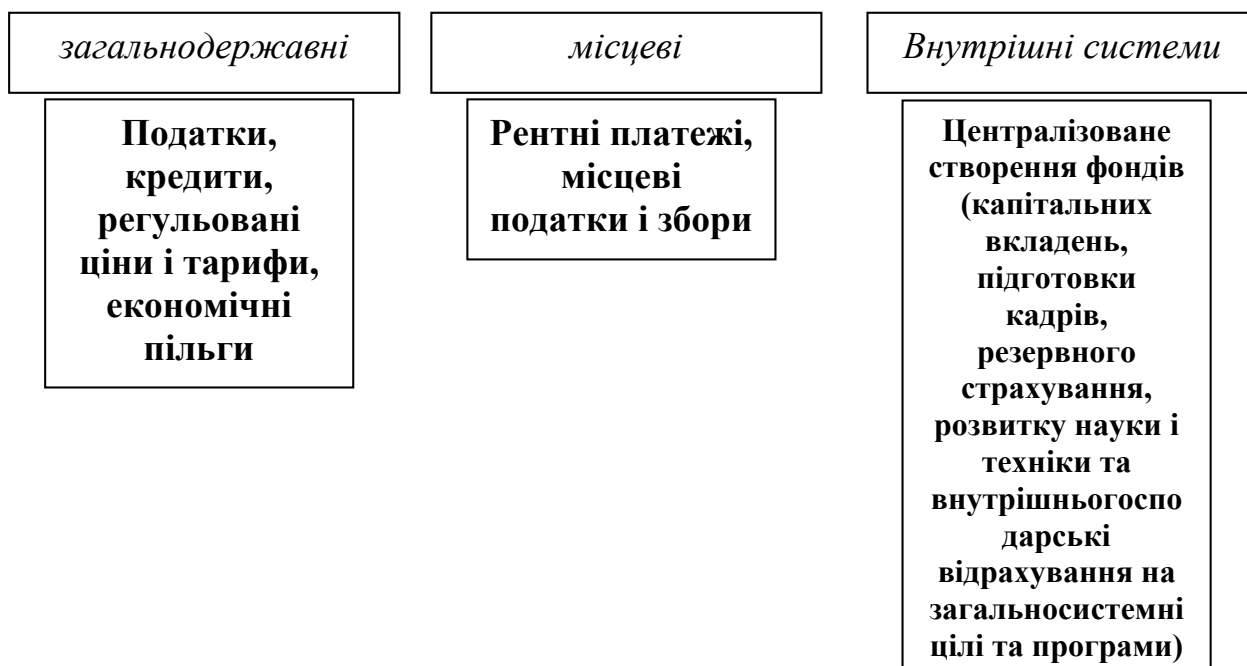 загальнодержавні
місцеві
Внутрішні системи
Податки,
кредити,
регульовані
ціни і тарифи,
економічні
пільги
Рентні платежі,
місцеві
податки і збори
Централізоване
створення фондів
(капітальних
вкладень,
підготовки
кадрів,
резервного
страхування,
розвитку науки і
техніки та
внутрішньогоспо
дарські
відрахування на
загальносистемні
цілі та програми)